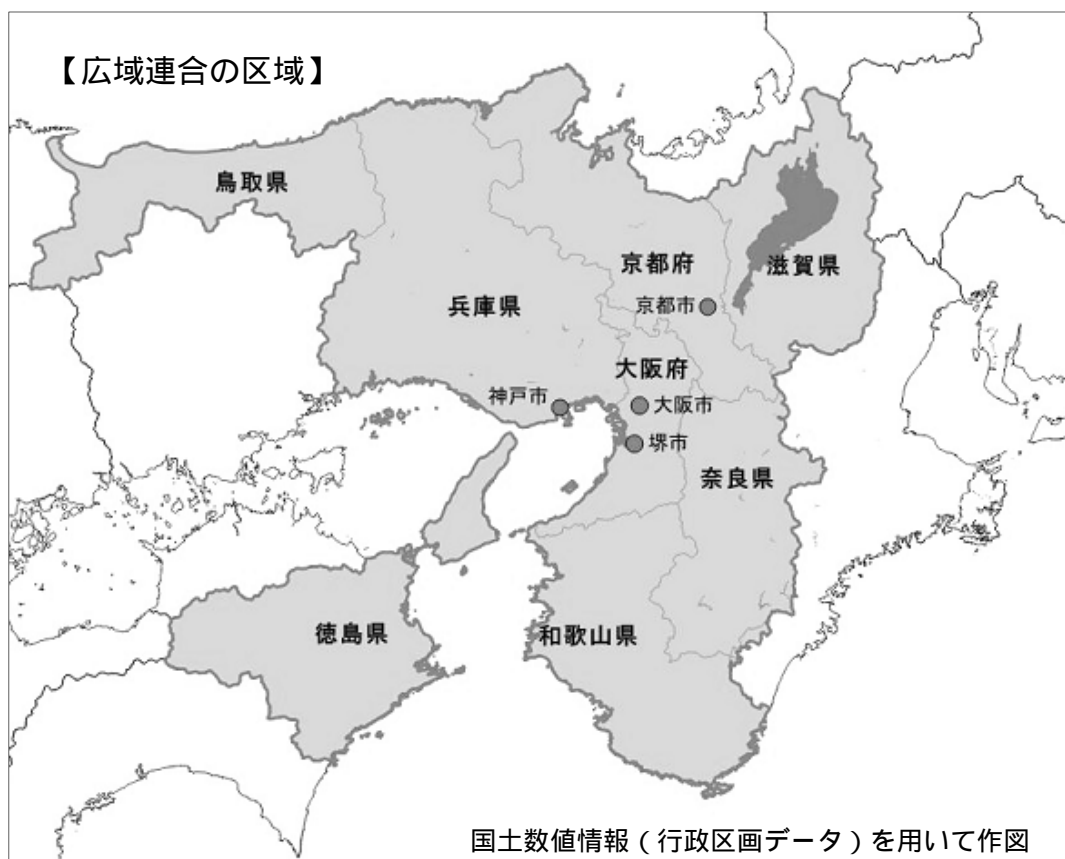 【広域連合の区域】
鳥取県
京都府
滋賀県
兵庫県
京都市
大阪府
神戸市
大阪市
堺市
奈良県
徳島県
和歌山県
国土数値情報（行政区画データ）を用いて作図